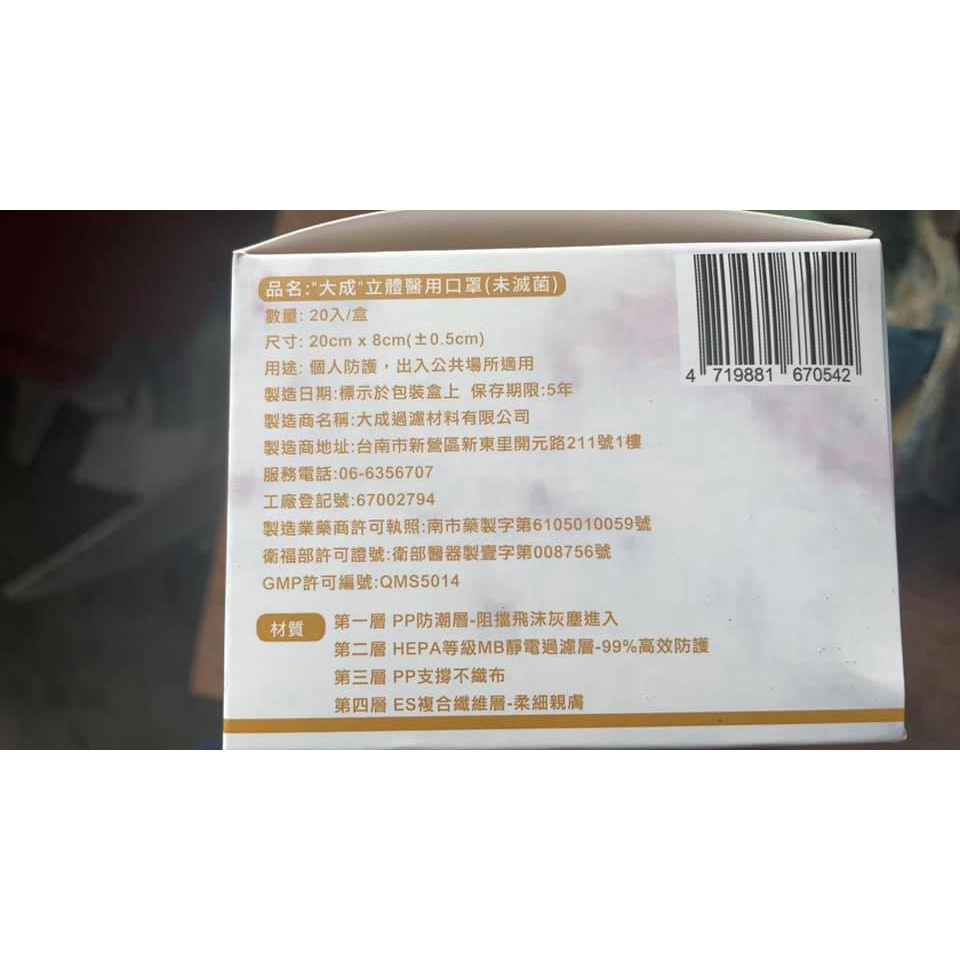 品名:"大成"立體醫用口罩(未滅菌)
數量: 20入/盒
尺寸: 20cm x 8cm(±0.5cm)
用途: 個人防護，出入公共場所適用
製造日期:標示於包裝盒上 保存期限:5年
製造商名稱:大成過濾材料有限公司
製造商地址:台南市新營區新東里開元路211號1樓
服務電話:06-6356707
工廠登記號:67002794
製造業藥商許可執照:南市藥製字第6105010059號
衛福部許可證號:衛部醫器製壹字第008756號
GMP許可編號:QMS5014
4 719881 670542
材質
第一層 PP防潮層-阻擋飛沫灰塵進入
第二層 HEPA等級MB靜電過濾層-99%高效防護
第三層 PP支撐不織布
第四層 ES複合纖維層-柔細親膚